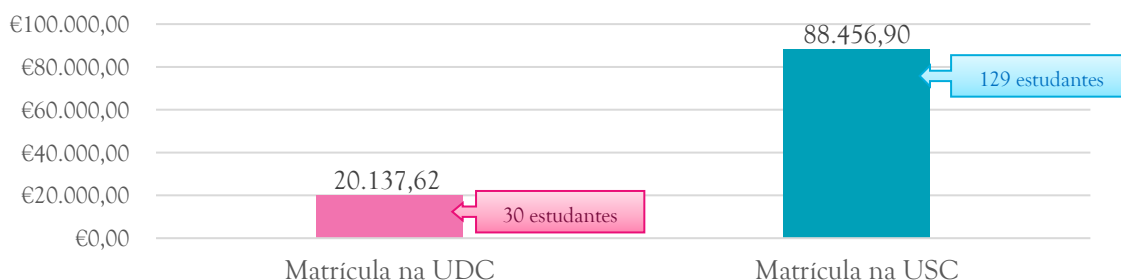 €100.000,00
€80.000,00
€60.000,00
€40.000,00
€20.000,00
€0,00
88.456,90
129 estudantes
20.137,62
30 estudantes
Matrícula na UDC
Matrícula na USC